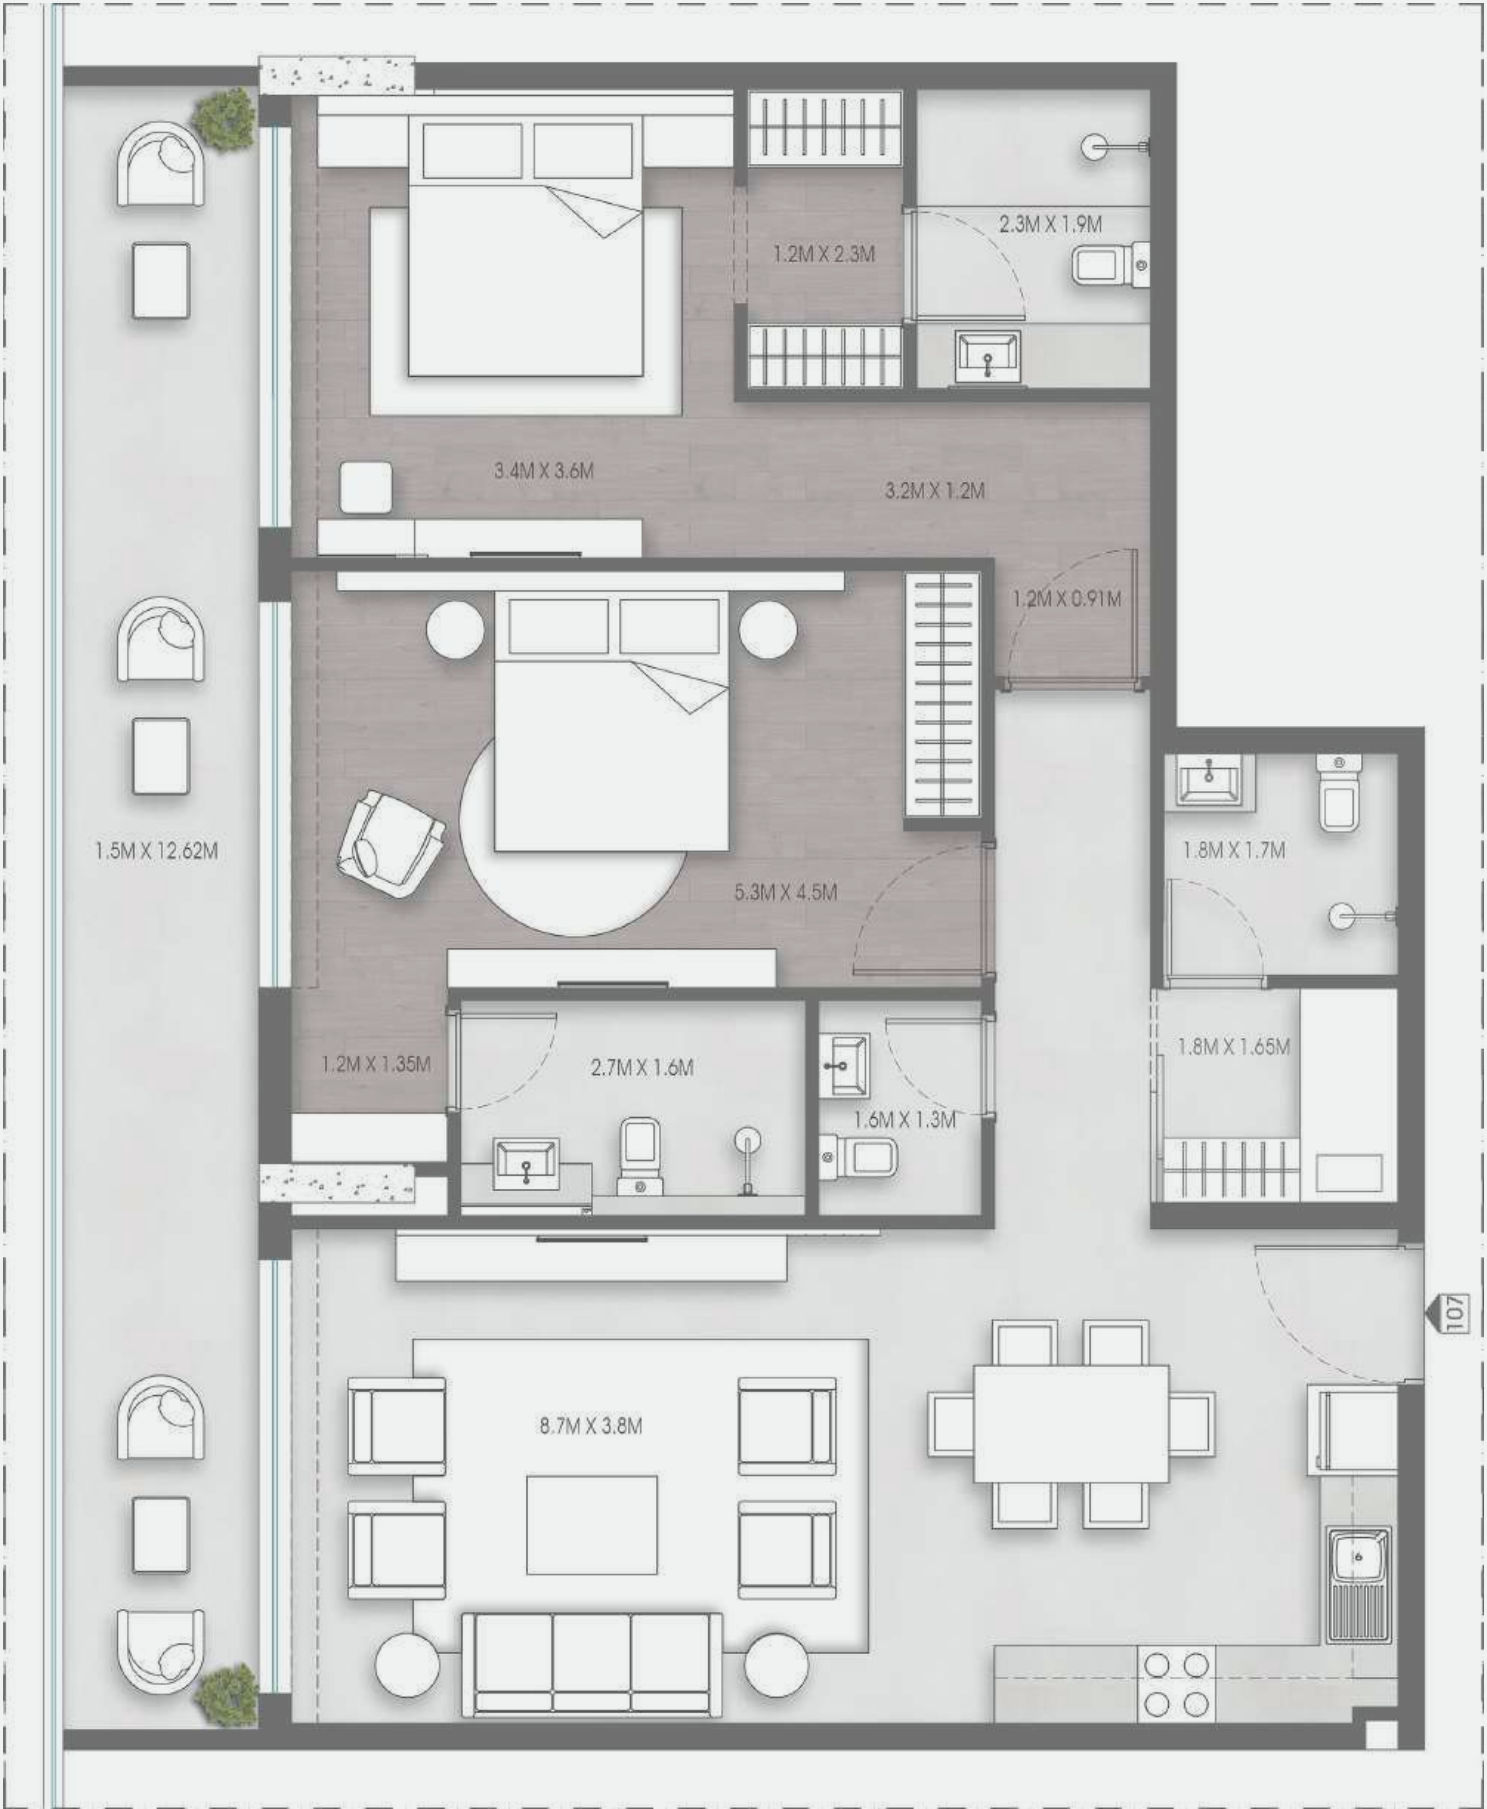 2.3M X 1.9M
1.2M X 2.3M
3.4M X 3.6M
3.2M X 1.2M
1.2M X 0.91M
1.5M X 12.62M
1.8M X 1.7M
5.3M X 4.5M
1.8M X 1.65M
1.2M X 1.35M
2.7M X 1.6M
1.6M X 1.3M
107
8.7M X 3.8M